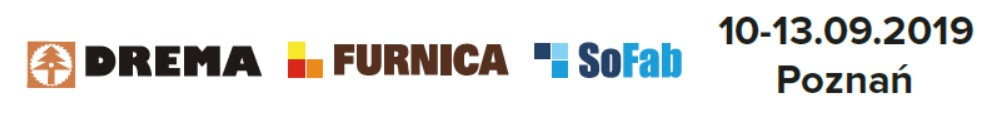 DREMA FURNICA SoFab
10-13.09.2019
Poznań